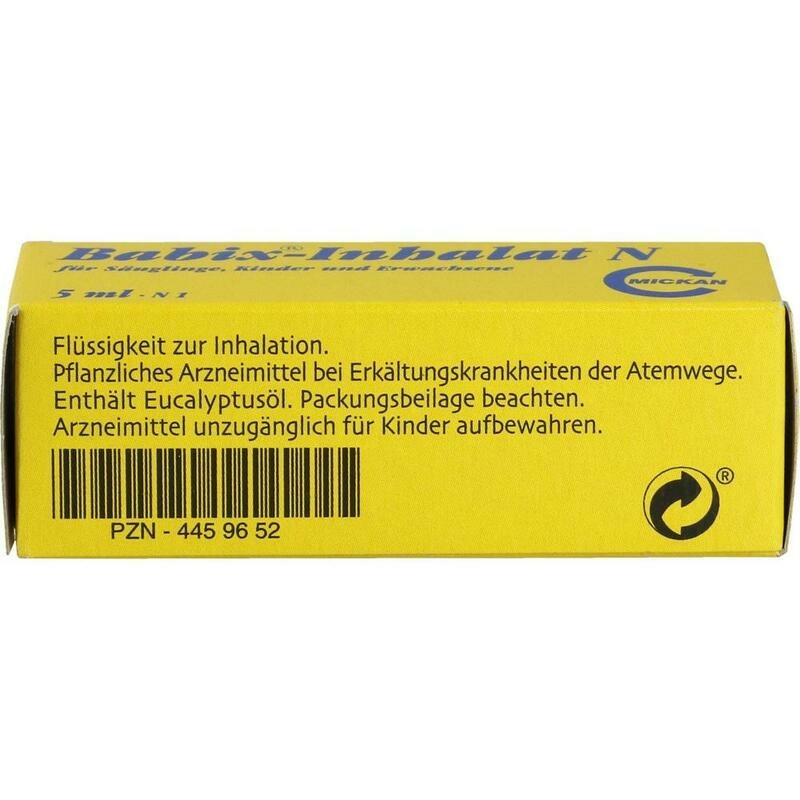 Babix®-Inhalat N
für Säuglinge, Kinder und Erwachsene
5 ml · N 1
MICKAN
Flüssigkeit zur Inhalation.
Pflanzliches Arzneimittel bei Erkältungskrankheiten der Atemwege.
Enthält Eucalyptusöl. Packungsbeilage beachten.
Arzneimittel unzugänglich für Kinder aufbewahren.
PZN - 445 96 52
®